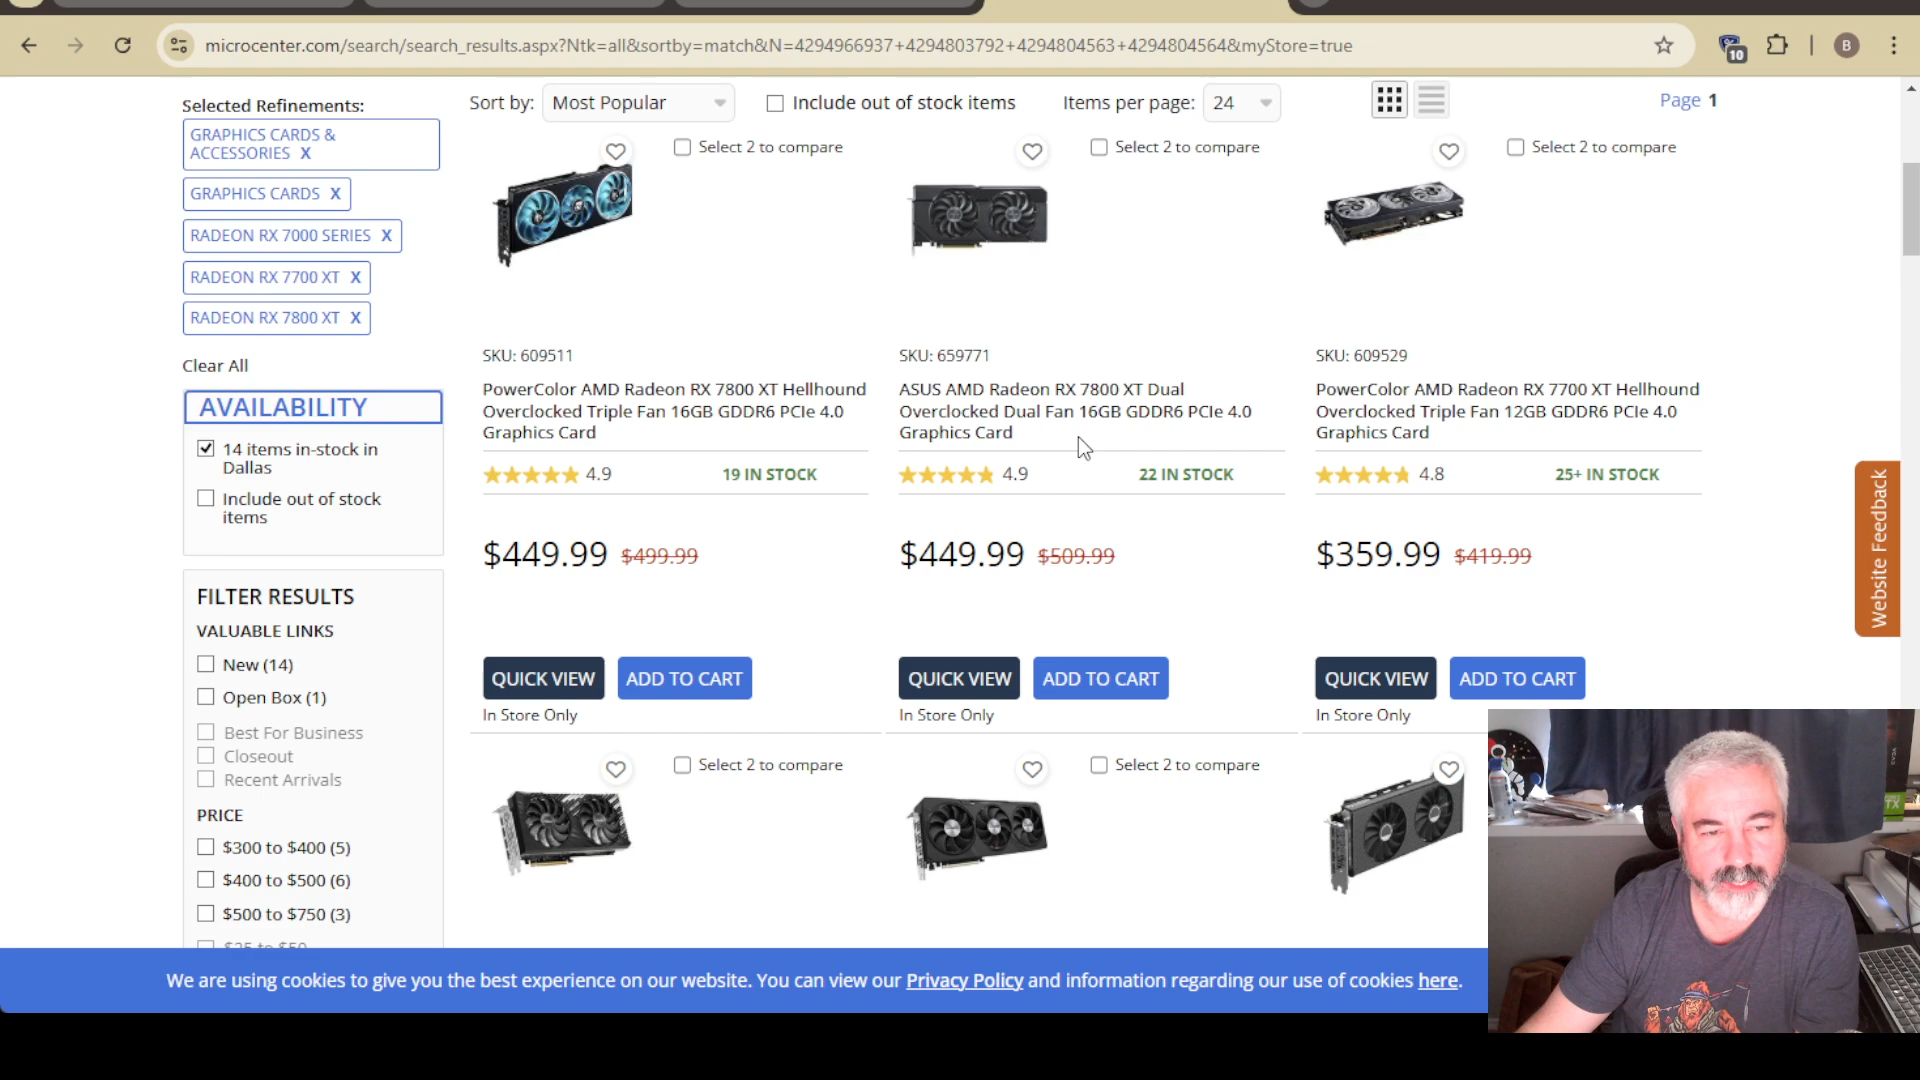 microcenter.com/search/search_results.aspx?Ntk=all&sortby=match&N=4294966937+4294803792+4294804563+4294804564&myStore=true
10
B
Selected Refinements:
GRAPHICS CARDS &
ACCESSORIES X
GRAPHICS CARDS X
RADEON RX 7000 SERIES X
RADEON RX 7700 XT X
RADEON RX 7800 XT X
Clear All
AVAILABILITY
14 items in-stock in
Dallas
Include out of stock
items
FILTER RESULTS
VALUABLE LINKS
New (14)
Open Box (1)
Best For Business
Closeout
Recent Arrivals
PRICE
$300 to $400 (5)
$400 to $500 (6)
$500 to $750 (3)
$25 to $50
Sort by: Most Popular
Include out of stock items
Items per page: 24
Page 1
Select 2 to compare
SKU: 609511
PowerColor AMD Radeon RX 7800 XT Hellhound
Overclocked Triple Fan 16GB GDDR6 PCIe 4.0
Graphics Card
4.9 19 IN STOCK
$449.99 $499.99
QUICK VIEW ADD TO CART
In Store Only
Select 2 to compare
SKU: 659771
ASUS AMD Radeon RX 7800 XT Dual
Overclocked Dual Fan 16GB GDDR6 PCIe 4.0
Graphics Card
4.9 22 IN STOCK
$449.99 $509.99
QUICK VIEW ADD TO CART
In Store Only
Select 2 to compare
SKU: 609529
PowerColor AMD Radeon RX 7700 XT Hellhound
Overclocked Triple Fan 12GB GDDR6 PCIe 4.0
Graphics Card
4.8 25+ IN STOCK
$359.99 $419.99
QUICK VIEW ADD TO CART
In Store Only
Select 2 to compare
Select 2 to compare
Website Feedback
We are using cookies to give you the best experience on our website. You can view our Privacy Policy and information regarding our use of cookies here.